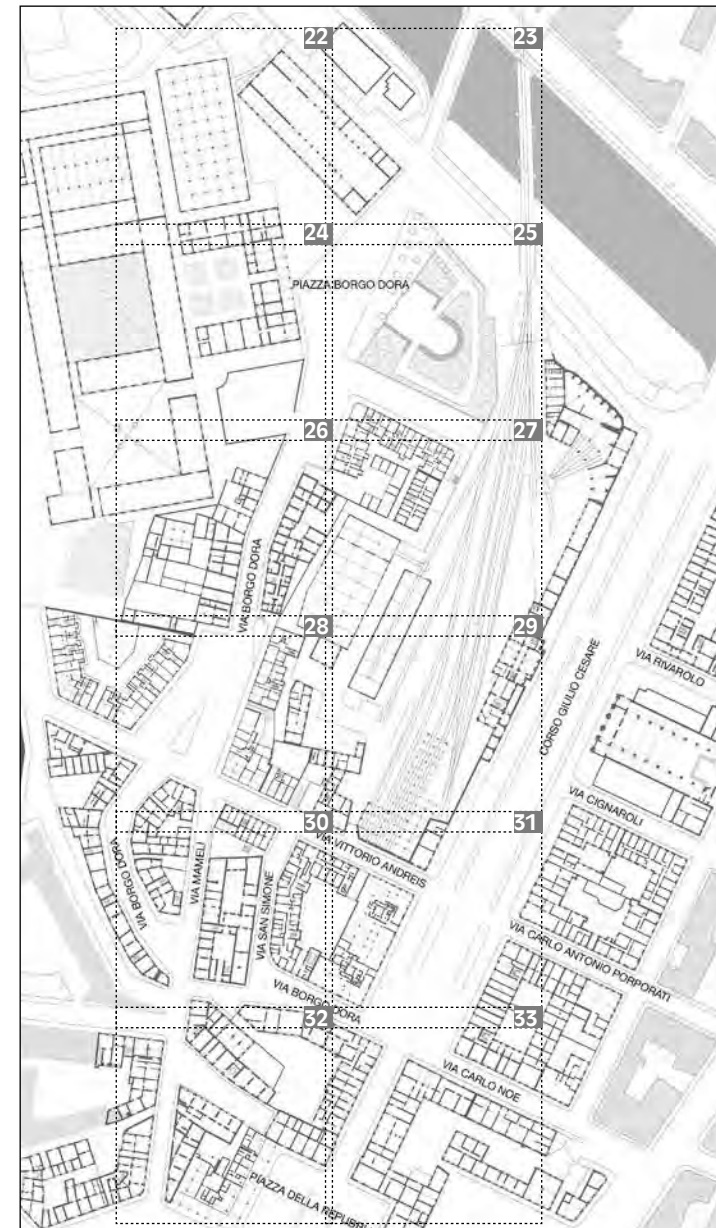 22
23
24
25
PIAZZA BORGO DORA
26
27
VIA BORGO DORA
28
29
VIA RIVAROLO
CORSO GIULIO CESARE
VIA CIGNAROLI
30
31
VIA VITTORIO ANDREIS
VIA BORGO DORA
VIA MAMELI
VIA SAN SIMONE
VIA CARLO ANTONIO PORPORATI
VIA BORGO DORA
32
33
VIA CARLO NOE
PIAZZA DELLA REPUBBL